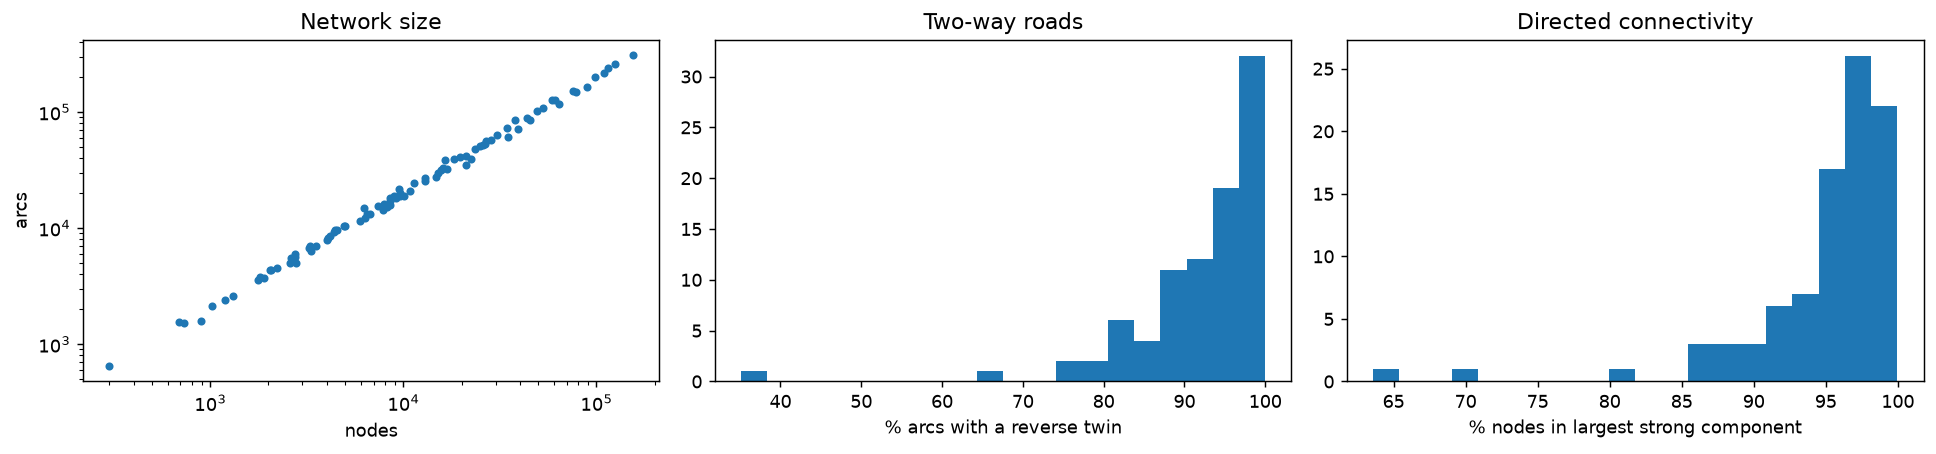 Network size
10^5
10^4
10^3
arcs
10^3 10^4 10^5
nodes
Two-way roads
30
25
20
15
10
5
0
40 50 60 70 80 90 100
% arcs with a reverse twin
Directed connectivity
25
20
15
10
5
0
65 70 75 80 85 90 95 100
% nodes in largest strong component